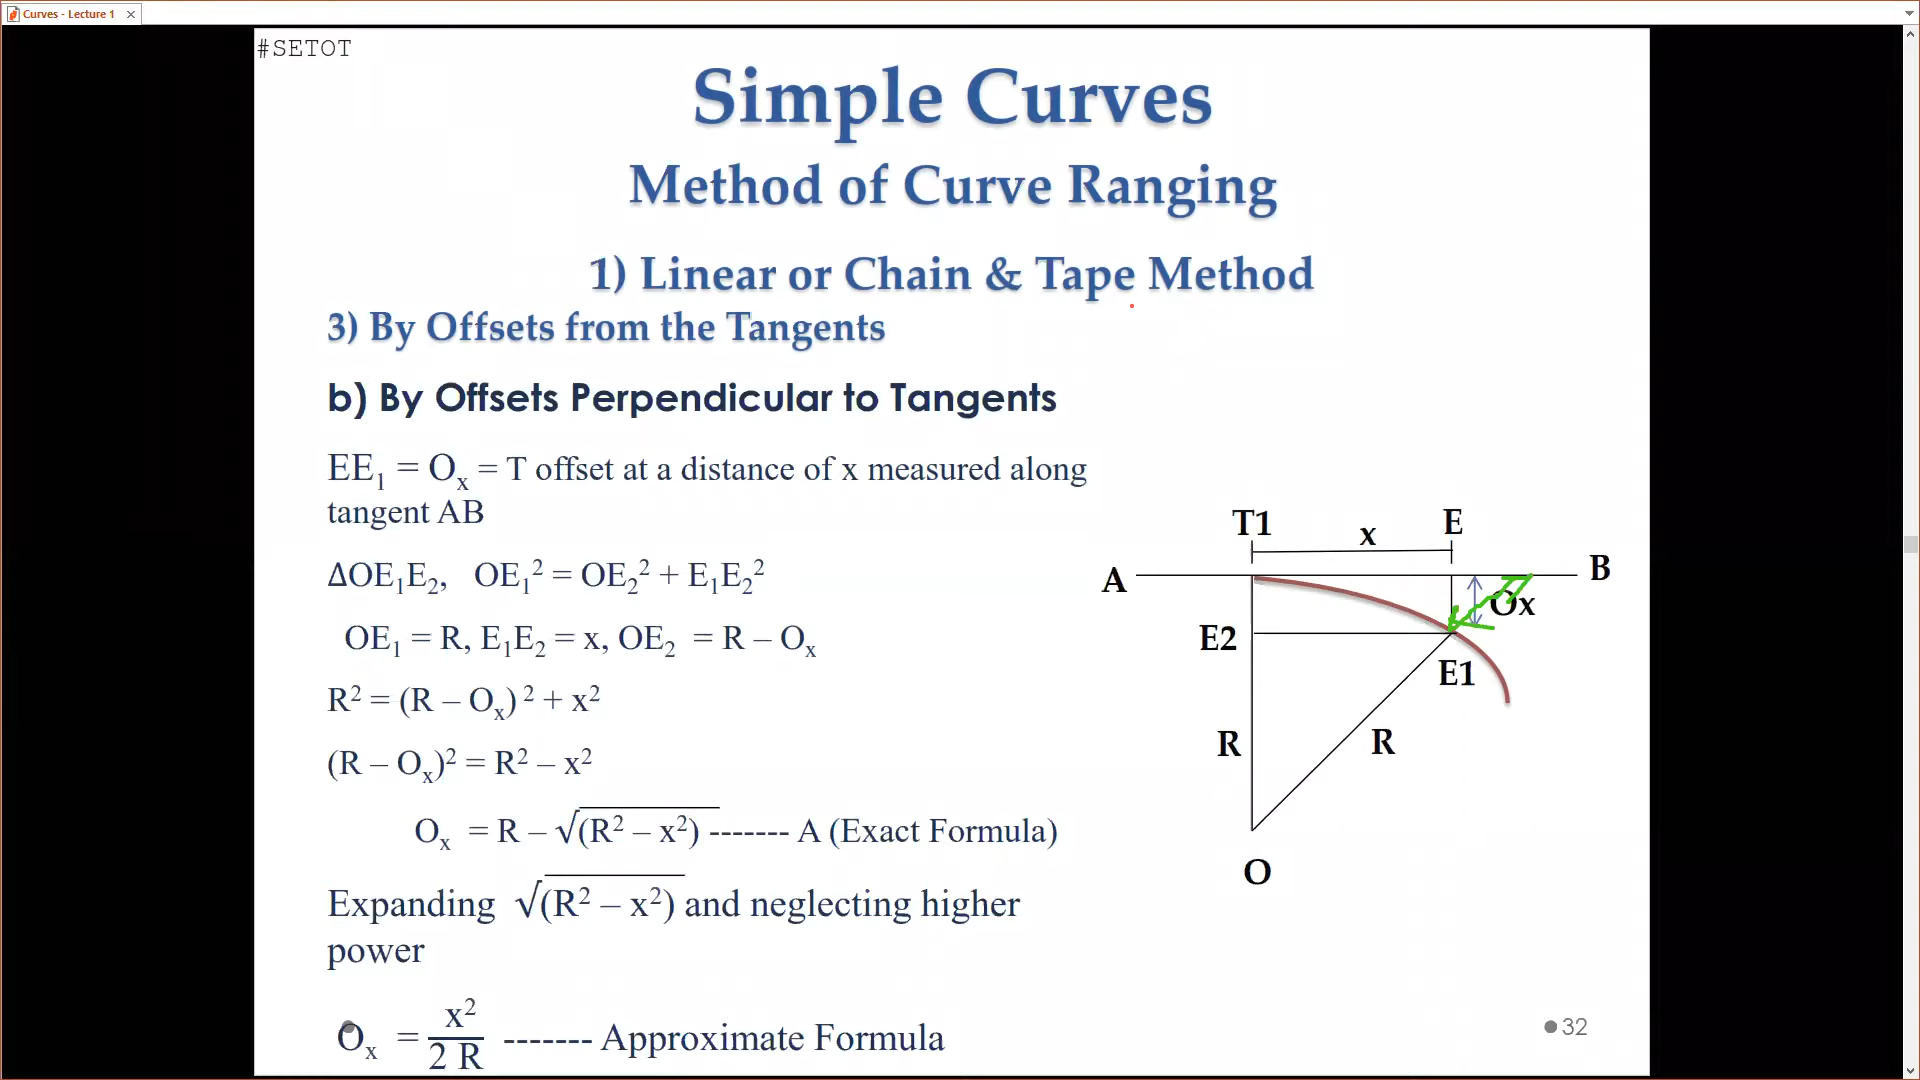 Curves - Lecture 1
#SETOT
Simple Curves
Method of Curve Ranging
1) Linear or Chain & Tape Method
3) By Offsets from the Tangents
b) By Offsets Perpendicular to Tangents
EE₁ = Oₓ = T offset at a distance of x measured along
tangent AB
ΔOE₁E₂, OE₁² = OE₂² + E₁E₂²
OE₁ = R, E₁E₂ = x, OE₂ = R – Oₓ
R² = (R – Oₓ) ² + x²
(R – Oₓ)² = R² – x²
Oₓ = R – √(R² – x²) ------- A (Exact Formula)
Expanding √(R² – x²) and neglecting higher
power
Oₓ = x² / 2 R ------- Approximate Formula
T1
x
E
A
B
Ox
E2
E1
R
R
O
32